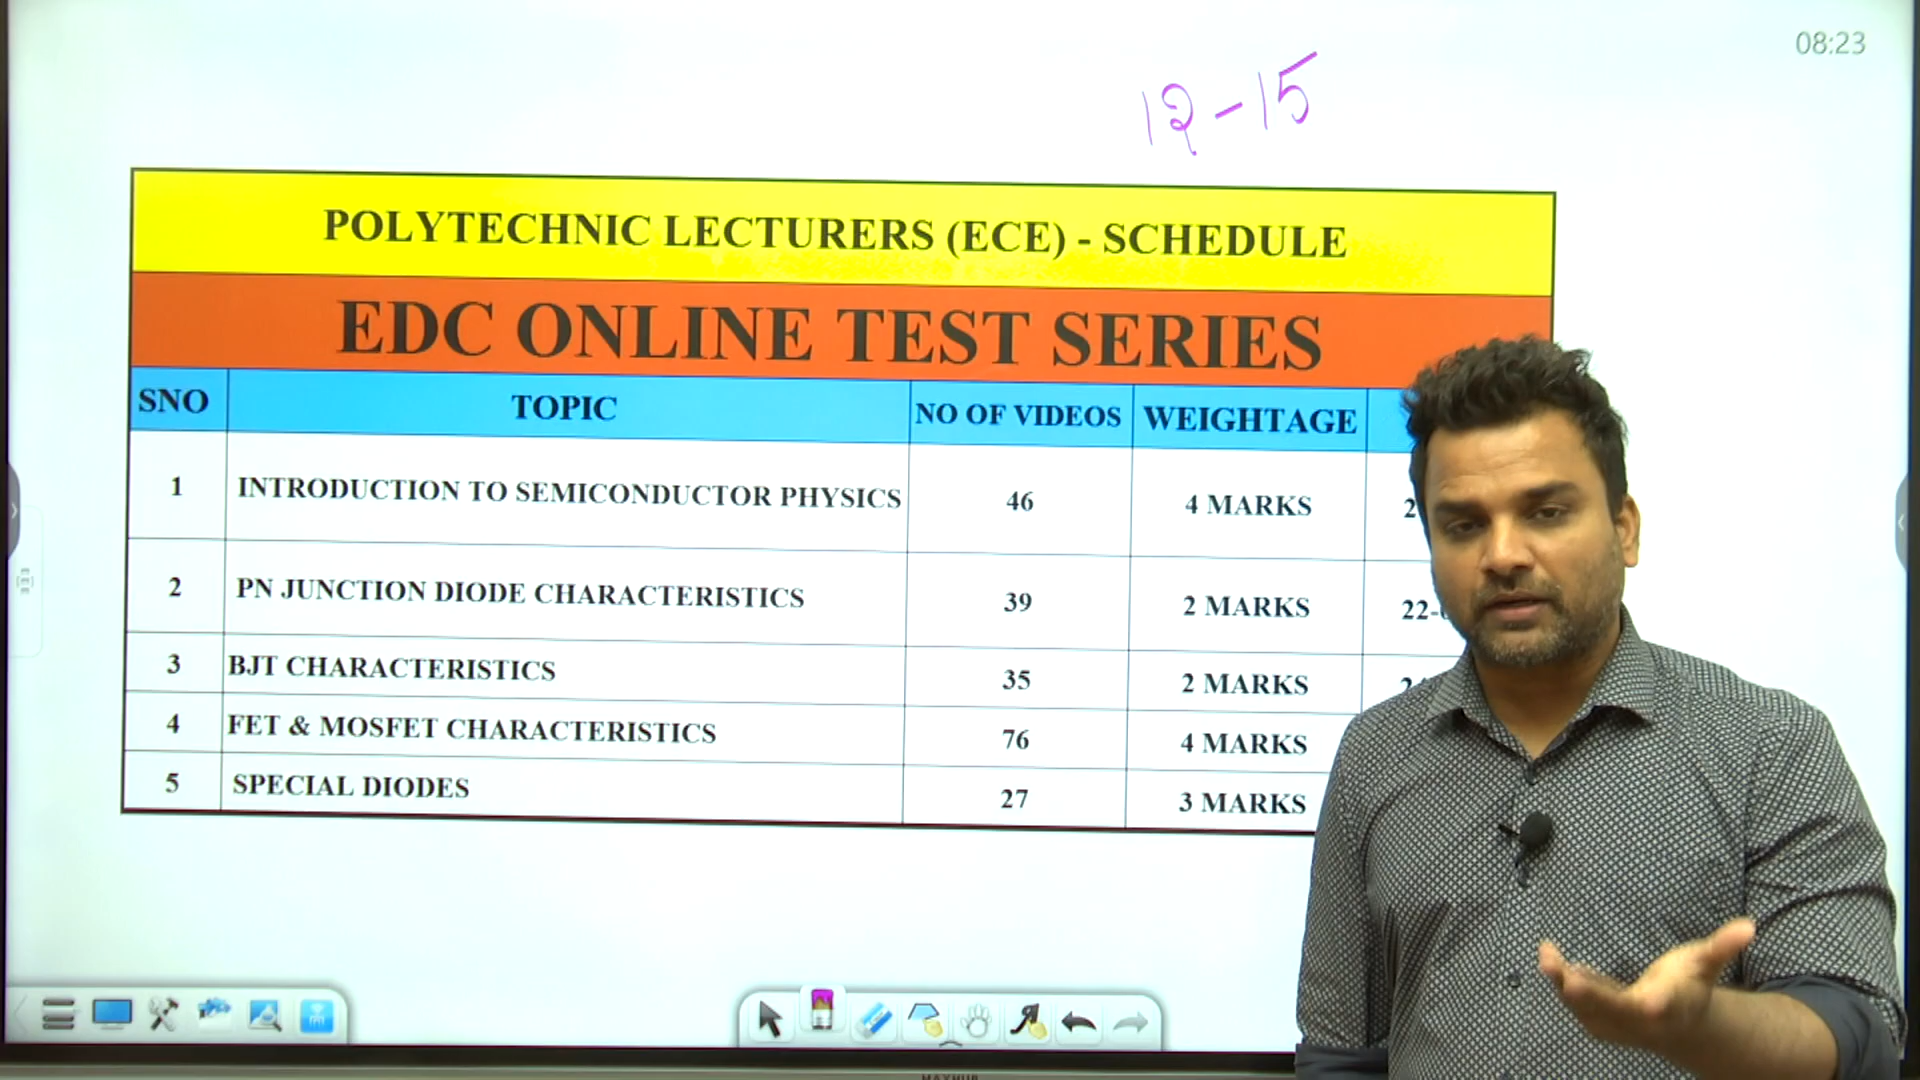 08:23
12-15
POLYTECHNIC LECTURERS (ECE) - SCHEDULE
EDC ONLINE TEST SERIES
SNO TOPIC NO OF VIDEOS WEIGHTAGE
1 INTRODUCTION TO SEMICONDUCTOR PHYSICS 46 4 MARKS
2 PN JUNCTION DIODE CHARACTERISTICS 39 2 MARKS 22-
3 BJT CHARACTERISTICS 35 2 MARKS
4 FET & MOSFET CHARACTERISTICS 76 4 MARKS
5 SPECIAL DIODES 27 3 MARKS